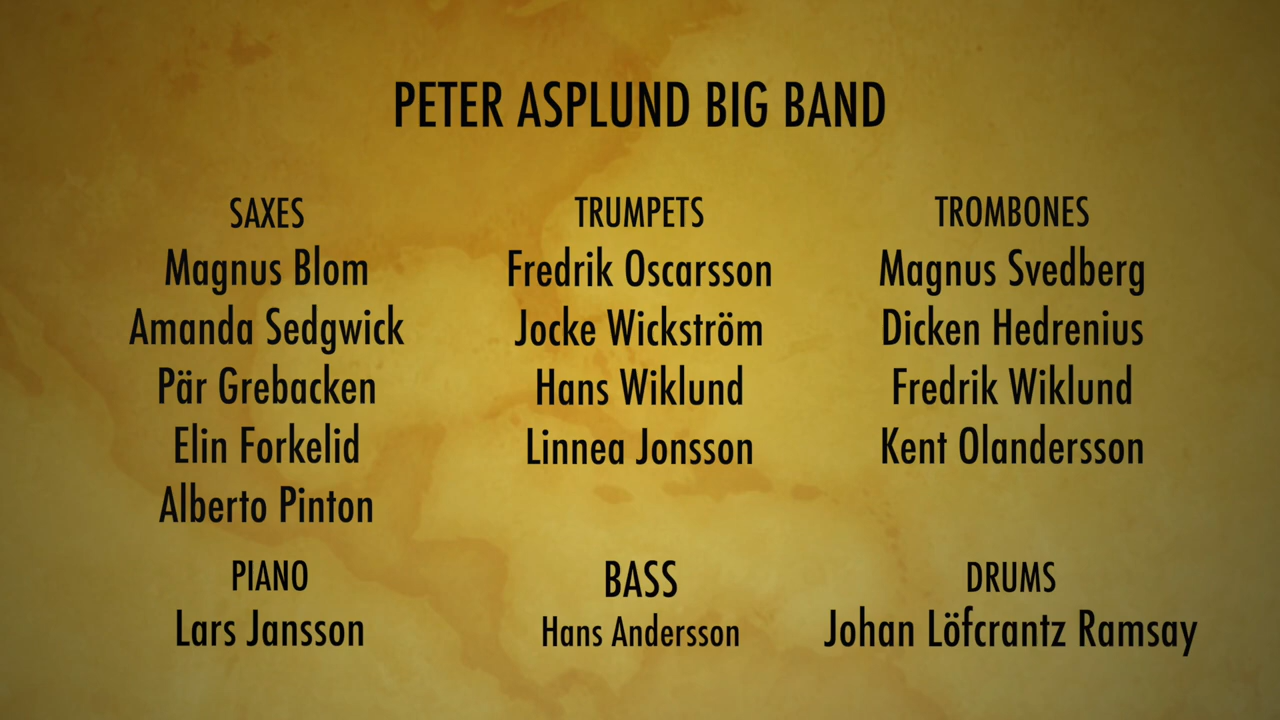 PETER ASPLUND BIG BAND
SAXES
Magnus Blom
Amanda Sedgwick
Pär Grebacken
Elin Forkelid
Alberto Pinton
TRUMPETS
Fredrik Oscarsson
Jocke Wickström
Hans Wiklund
Linnea Jonsson
TROMBONES
Magnus Svedberg
Dicken Hedrenius
Fredrik Wiklund
Kent Olandersson
PIANO
Lars Jansson
BASS
Hans Andersson
DRUMS
Johan Löfcrantz Ramsay